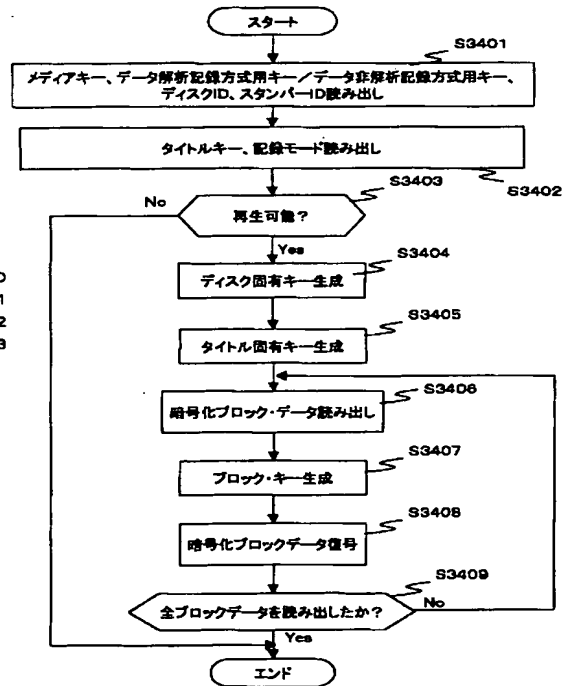 スタート
S3401
メディアキー、データ解析記録方式用キー/データ非解析記録方式用キー、
ディスクID、スタンパーID読み出し
タイトルキー、記録モード読み出し
S3402
S3403
No
再生可能?
Yes
S3404
ディスク固有キー生成
S3405
タイトル固有キー生成
S3406
暗号化ブロック・データ読み出し
S3407
ブロック・キー生成
S3408
暗号化ブロックデータ復号
S3409
全ブロックデータを読み出したか?
No
Yes
エンド
1
2
3